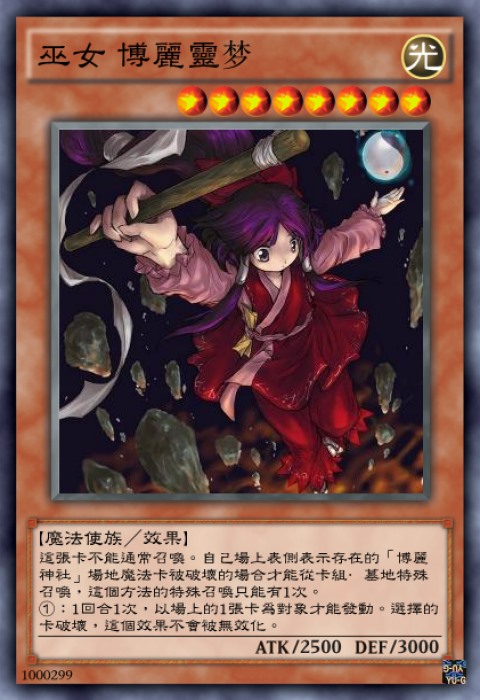 巫女 博麗靈梦
光
[魔法使族／效果]
這張卡不能通常召喚。自己場上表側表示存在的「博麗
神社」場地魔法卡被破壞的場合才能從卡組·墓地特殊
召喚，這個方法的特殊召喚只能有1次。
①：1回合1次，以場上的1張卡為對象才能發動。選擇的
卡破壞，這個效果不會被無效化。
ATK/2500 DEF/3000
1000299